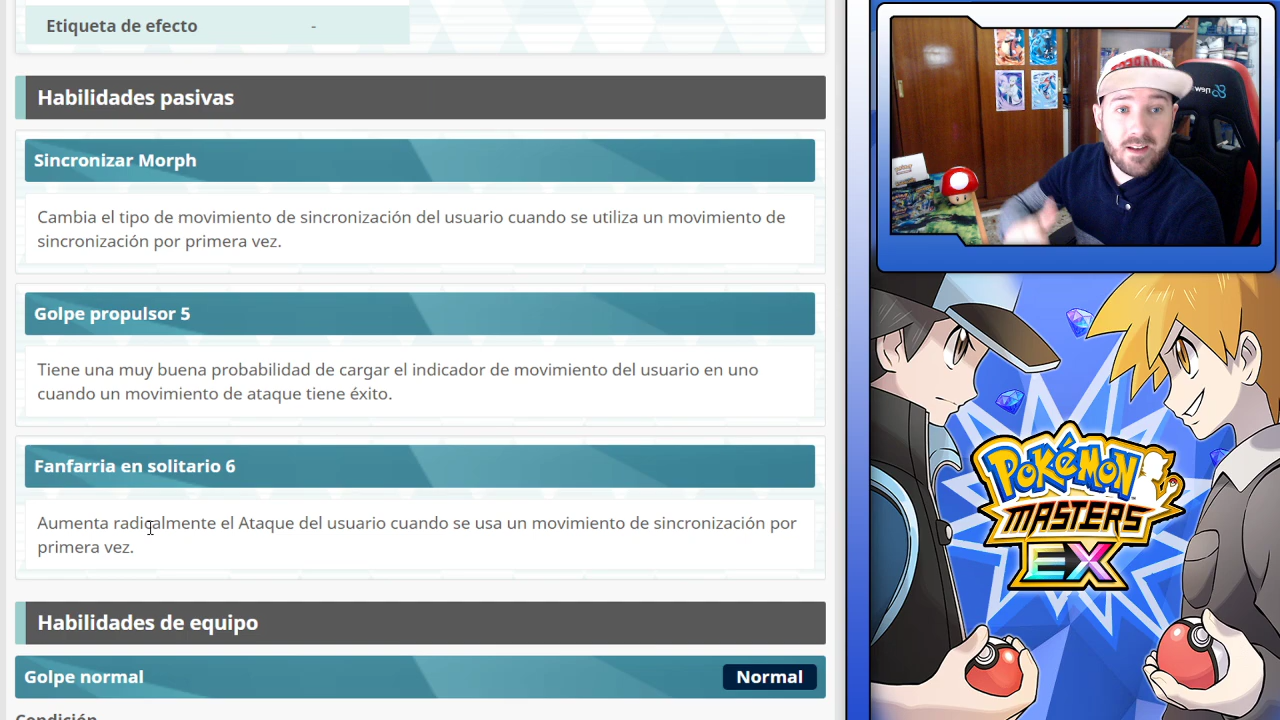 Etiqueta de efecto -
Habilidades pasivas
Sincronizar Morph
Cambia el tipo de movimiento de sincronización del usuario cuando se utiliza un movimiento de
sincronización por primera vez.
Golpe propulsor 5
Tiene una muy buena probabilidad de cargar el indicador de movimiento del usuario en uno
cuando un movimiento de ataque tiene éxito.
Fanfarria en solitario 6
Aumenta radicalmente el Ataque del usuario cuando se usa un movimiento de sincronización por
primera vez.
Habilidades de equipo
Golpe normal Normal
Condición
POKéMON
MASTERS
EX